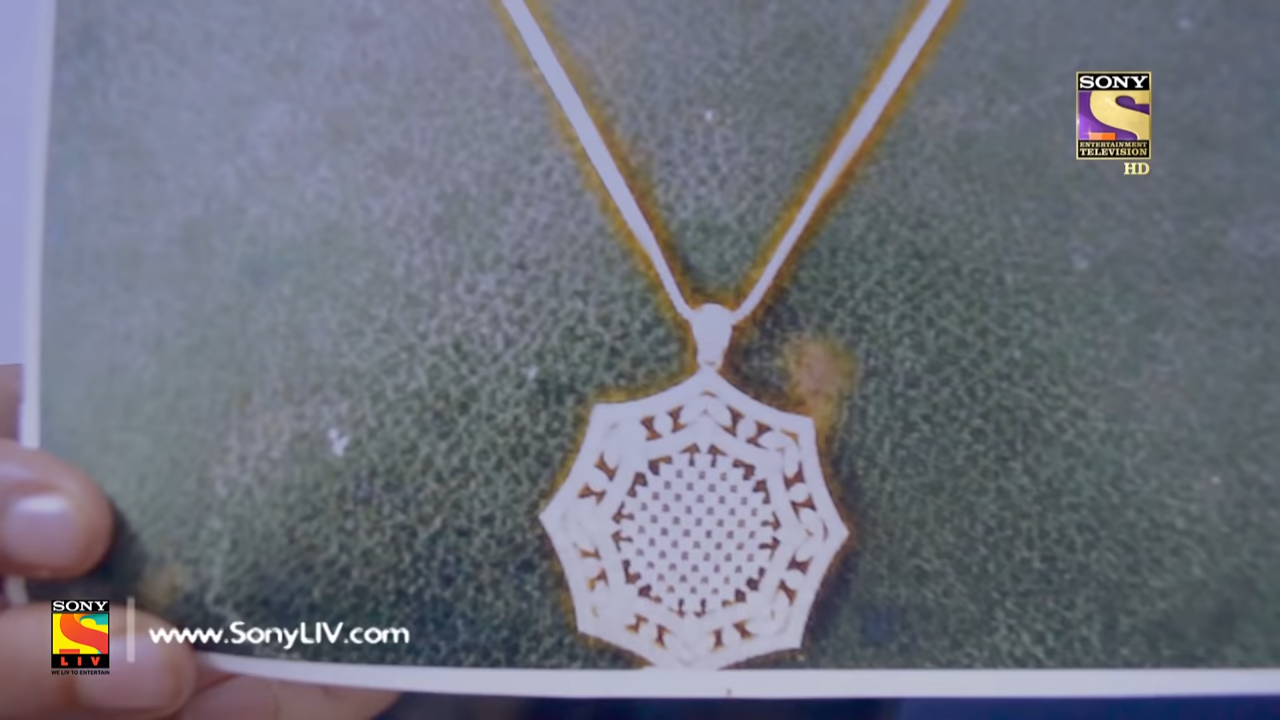 SONY
ENTERTAINMENT
TELEVISION
HD
SONY
LIV
WE LIV TO ENTERTAIN
www.SonyLIV.com